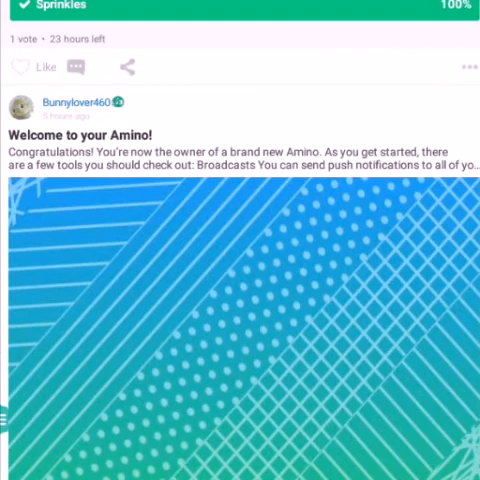 Sprinkles 100%
1 vote • 23 hours left
Like
Bunnylover460
5 hours ago
Welcome to your Amino!
Congratulations! You're now the owner of a brand new Amino. As you get started, there
are a few tools you should check out: Broadcasts You can send push notifications to all of yo...